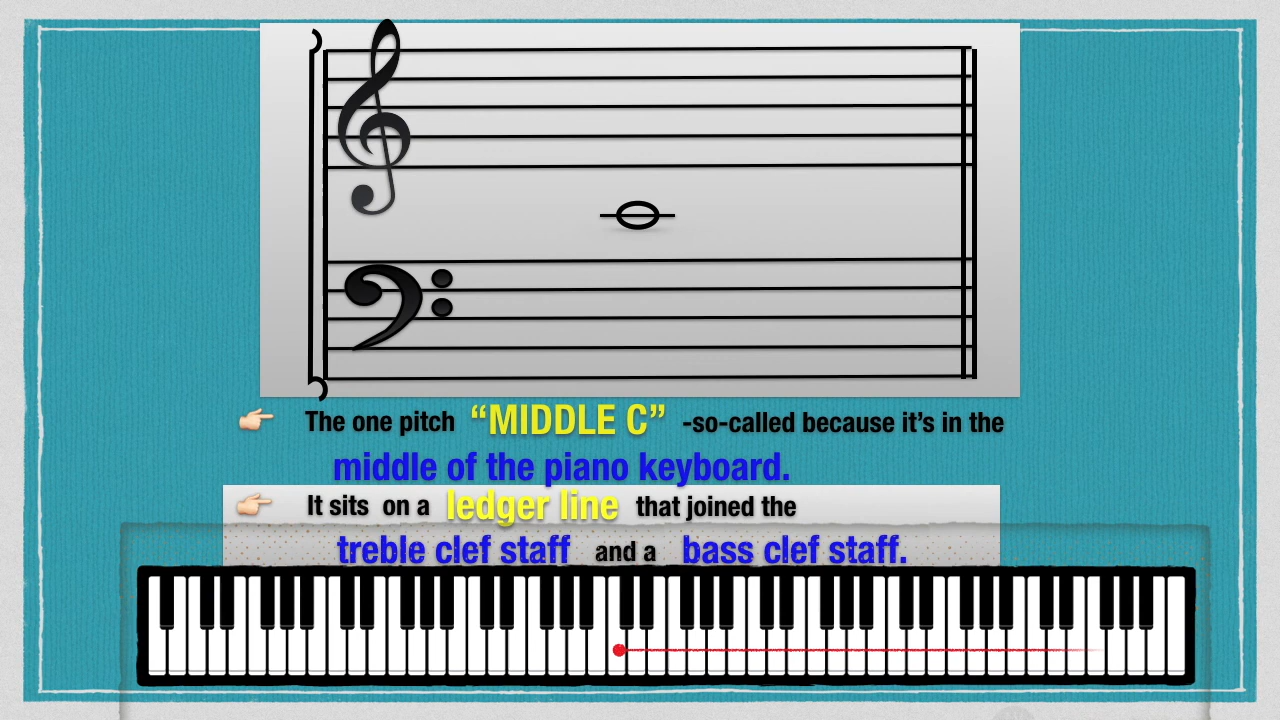 The one pitch “MIDDLE C” -so-called because it’s in the
middle of the piano keyboard.
It sits on a ledger line that joined the
treble clef staff and a bass clef staff.